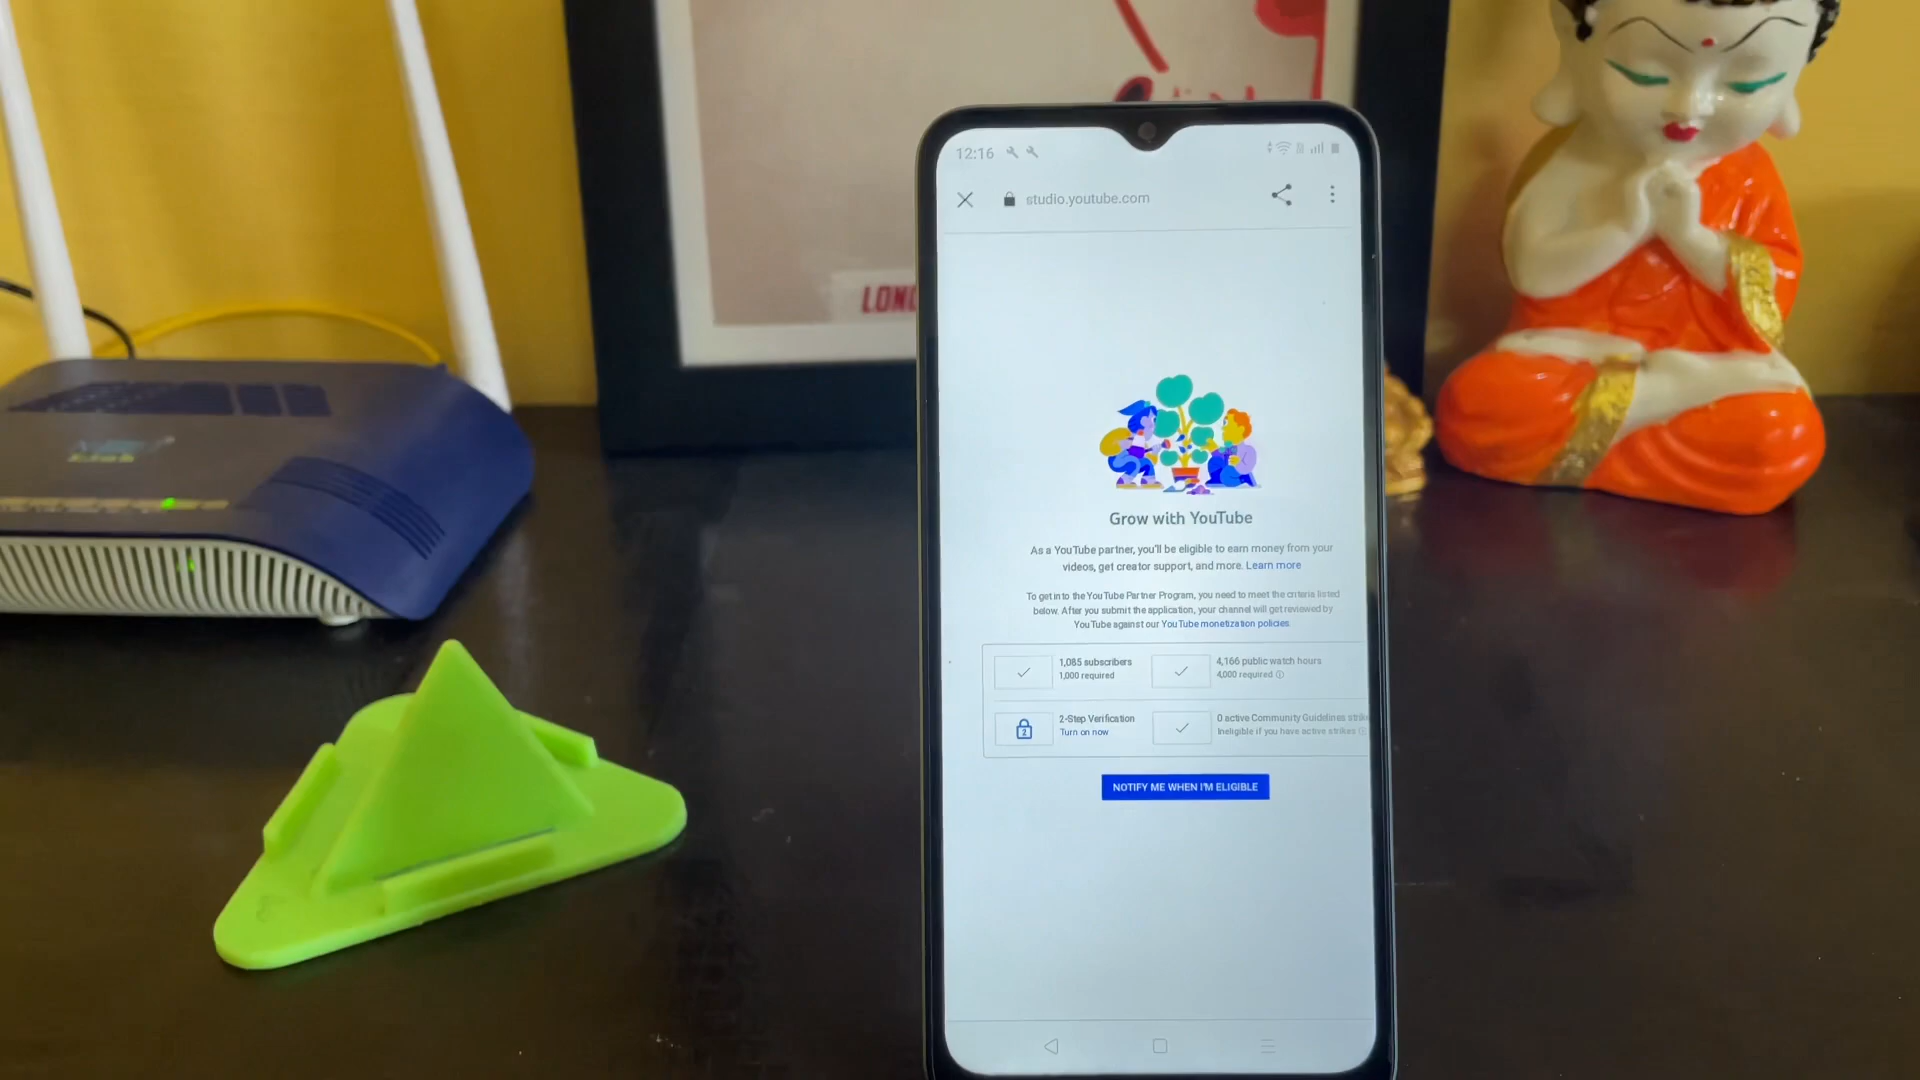 LONG
12:16
studio.youtube.com
Grow with YouTube
As a YouTube partner, you'll be eligible to earn money from your
videos, get creator support, and more. Learn more
To get into the YouTube Partner Program, you need to meet the criteria listed
below. After you submit the application, your channel will get reviewed by
YouTube against our YouTube monetization policies
1,085 subscribers
1,000 required
4,166 public watch hours
4,000 required
2-Step Verification
Turn on now
0 active Community Guidelines strike
Ineligible if you have active strikes
NOTIFY ME WHEN I'M ELIGIBLE